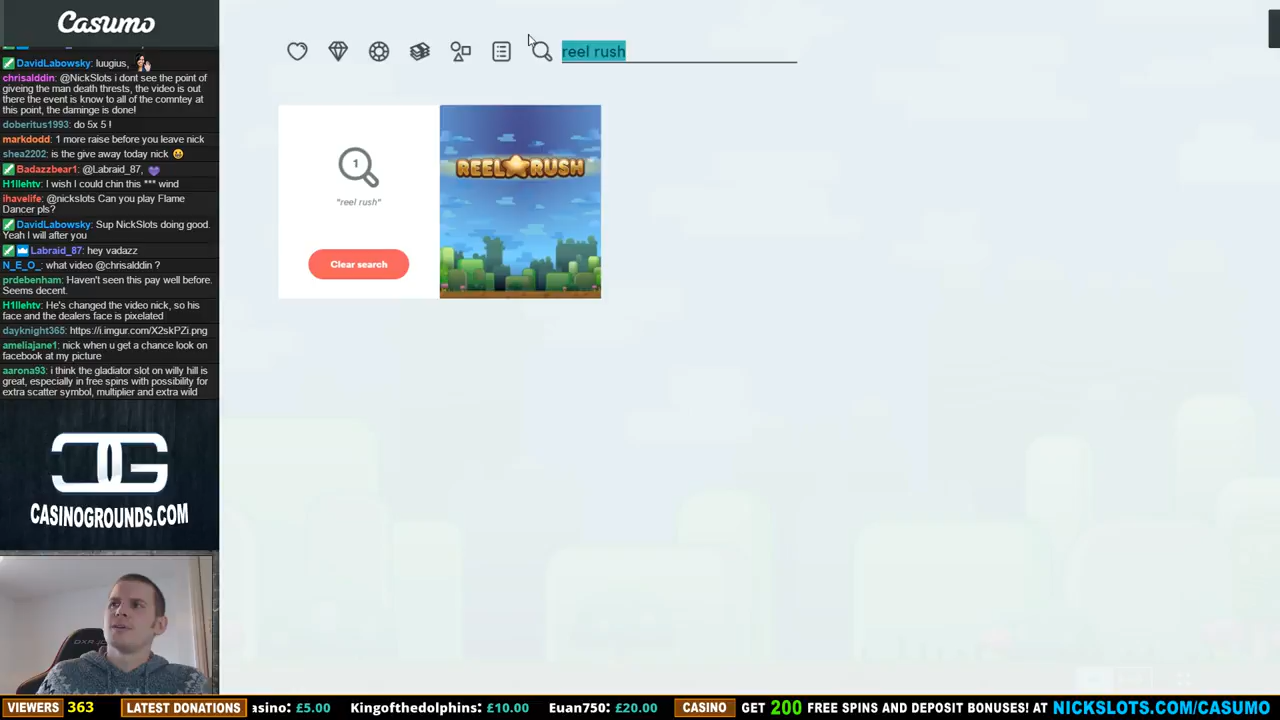 Casumo
DavidLabowsky: luugius,
chrisalddin: @NickSlots i dont see the point of
giveing the man death thrests, the video is out
there the event is know to all of the comntey at
this point, the daminge is done!
doberitus1993: do 5x 5 !
markdodd: 1 more raise before you leave nick
shea2202: is the give away today nick
Badazzbear1: @Labraid_87,
H1llehtv: I wish I could chin this *** wind
ihavelife: @nickslots Can you play Flame
Dancer pls?
DavidLabowsky: Sup NickSlots doing good.
Yeah I will after you
Labraid_87: hey vadazz
N_E_O_: what video @chrisalddin ?
prdebenham: Haven't seen this pay well before.
Seems decent.
H1llehtv: He's changed the video nick, so his
face and the dealers face is pixelated
dayknight365: https://i.imgur.com/X2skPZi.png
ameliajane1: nick when u get a chance look on
facebook at my picture
aarona93: i think the gladiator slot on willy hill is
great, especially in free spins with possibility for
extra scatter symbol, multiplier and extra wild
CASINOGROUNDS.COM
reel rush
1
"reel rush"
Clear search
REEL RUSH
DXR
VIEWERS 363 LATEST DONATIONS asino: £5.00 Kingofthedolphins: £10.00 Euan750: £20.00 CASINO GET 200 FREE SPINS AND DEPOSIT BONUSES! AT NICKSLOTS.COM/CASUMO